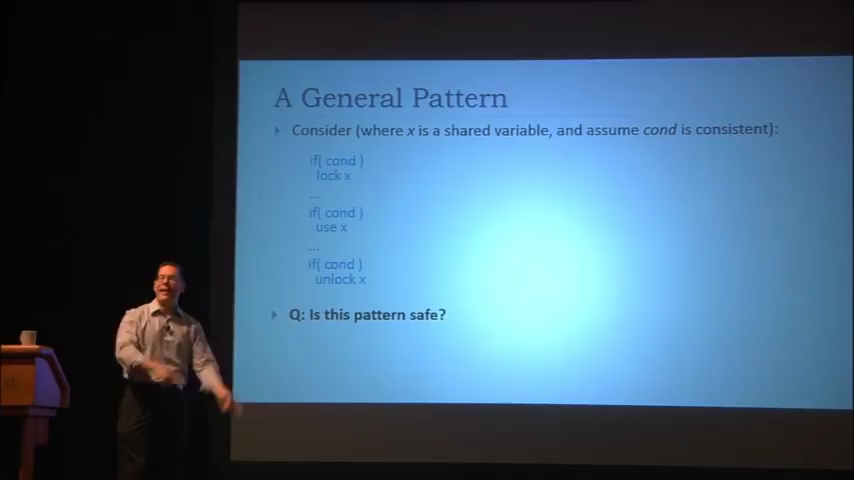 A General Pattern
Consider (where x is a shared variable, and assume cond is consistent):
if( cond )
lock x
...
if( cond )
use x
...
if( cond )
unlock x
Q: Is this pattern safe?